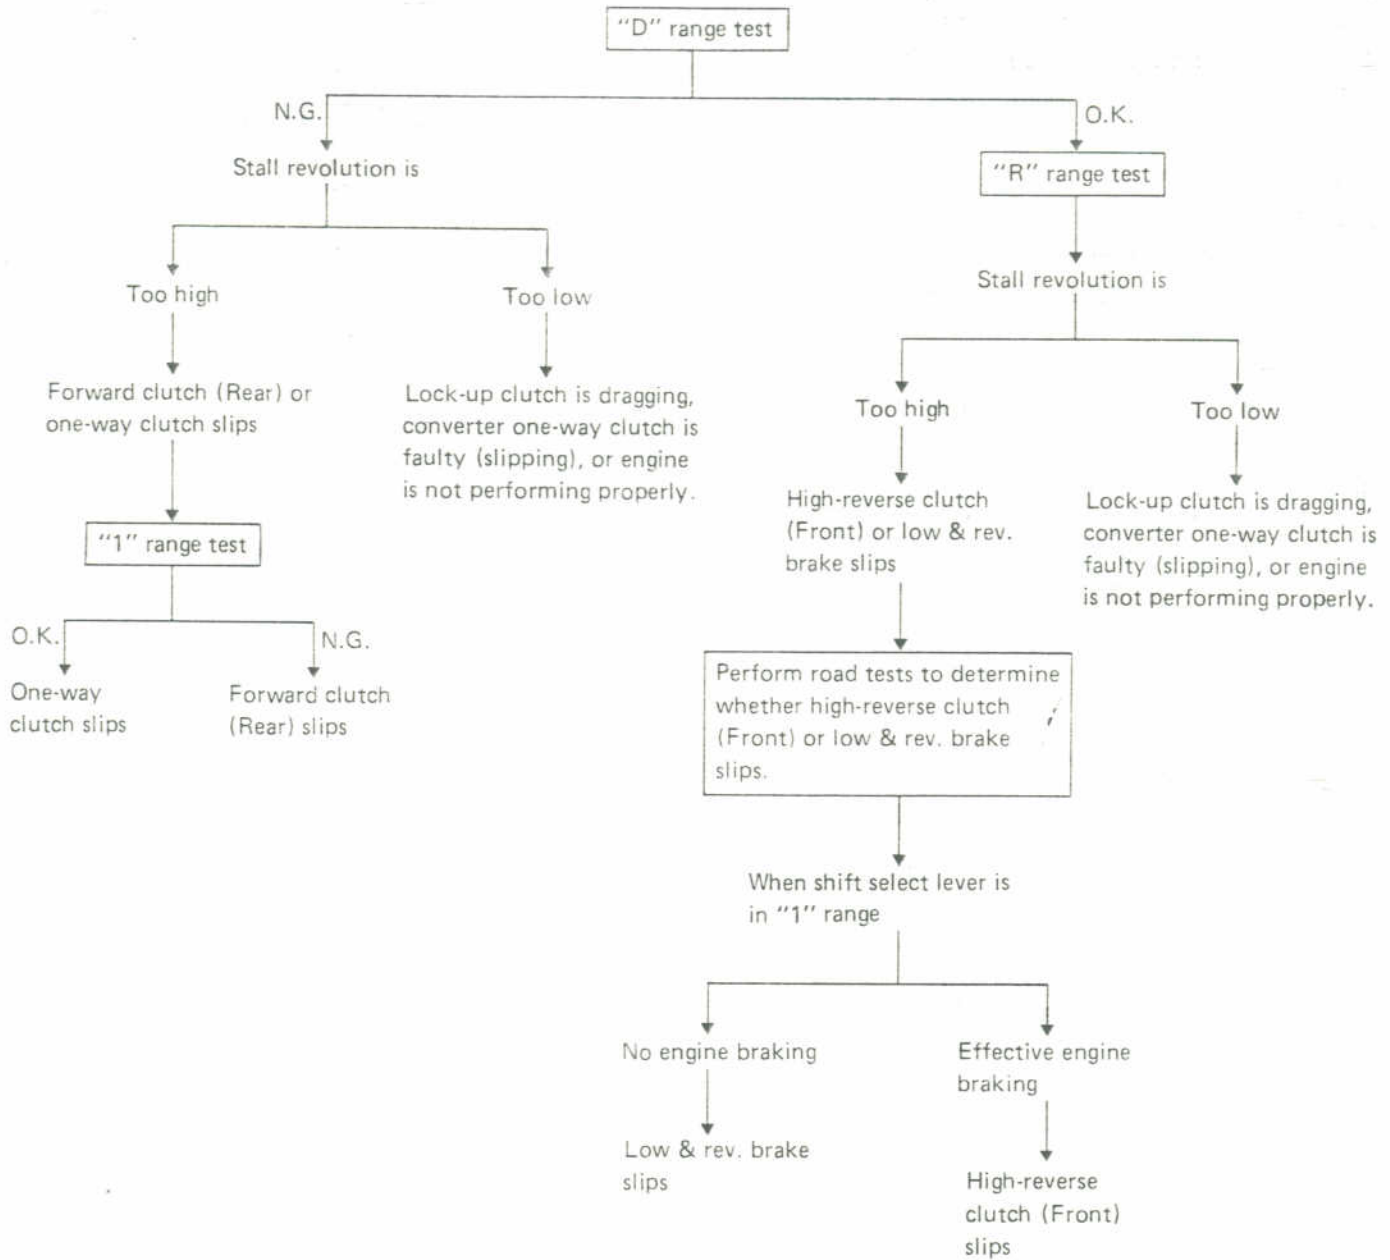 "D" range test
N.G.
O.K.
Stall revolution is
"R" range test
Too high
Too low
Stall revolution is
Forward clutch (Rear) or
one-way clutch slips
Lock-up clutch is dragging,
converter one-way clutch is
faulty (slipping), or engine
is not performing properly.
Too high
Too low
"1" range test
High-reverse clutch
(Front) or low & rev.
brake slips
Lock-up clutch is dragging,
converter one-way clutch is
faulty (slipping), or engine
is not performing properly.
O.K.
N.G.
One-way
clutch slips
Forward clutch
(Rear) slips
Perform road tests to determine
whether high-reverse clutch
(Front) or low & rev. brake
slips.
When shift select lever is
in "1" range
No engine braking
Effective engine
braking
Low & rev. brake
slips
High-reverse
clutch (Front)
slips